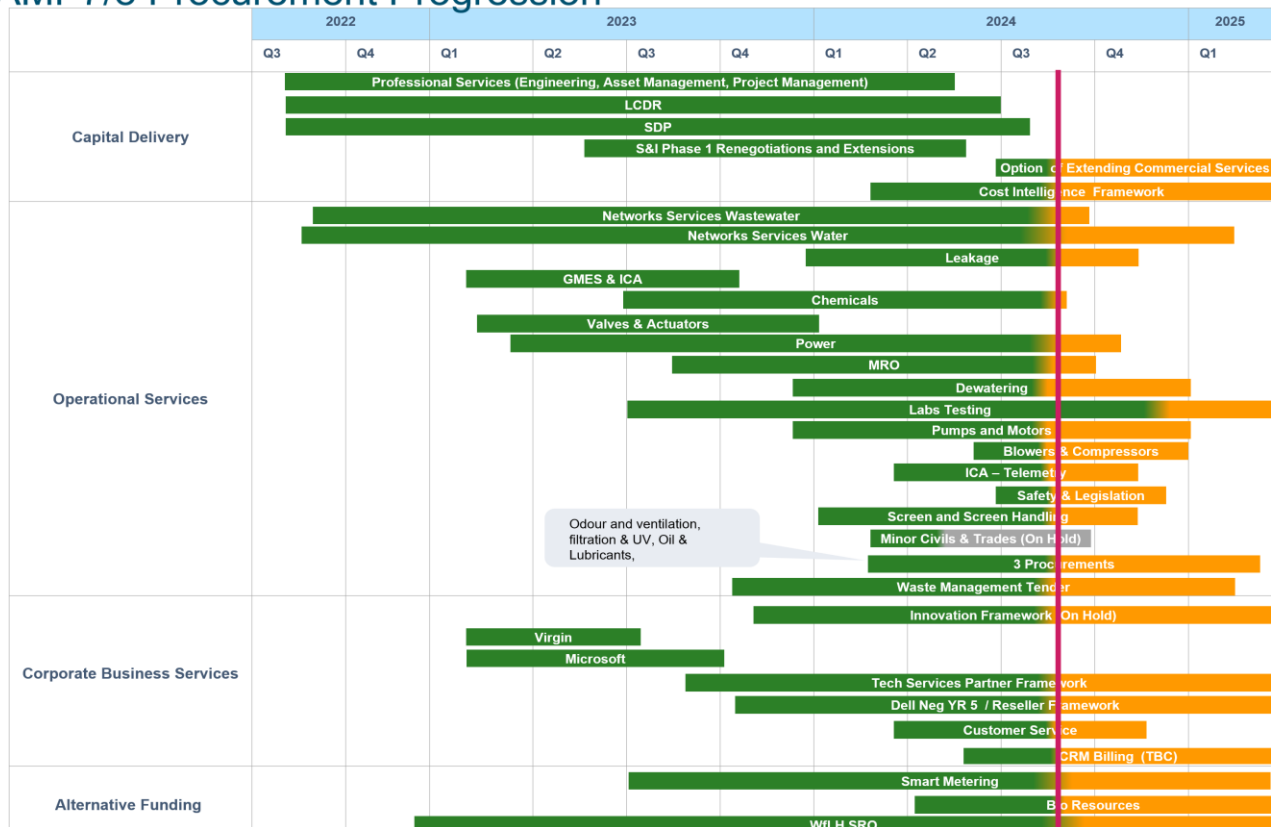 AMP7/8 Procurement Progression
2022 2023 2024 2025
Q3 Q4 Q1 Q2 Q3 Q4 Q1 Q2 Q3 Q4 Q1
Capital Delivery
Professional Services (Engineering, Asset Management, Project Management)
LCDR
SDP
S&I Phase 1 Renegotiations and Extensions
Option of Extending Commercial Services
Cost Intelligence Framework
Operational Services
Networks Services Wastewater
Networks Services Water
Leakage
GMES & ICA
Chemicals
Valves & Actuators
Power
MRO
Dewatering
Labs Testing
Pumps and Motors
Blowers & Compressors
ICA – Telemetry
Safety & Legislation
Screen and Screen Handling
Minor Civils & Trades (On Hold)
Odour and ventilation,
filtration & UV, Oil &
Lubricants,
3 Procurements
Waste Management Tender
Corporate Business Services
Innovation Framework (On Hold)
Virgin
Microsoft
Tech Services Partner Framework
Dell Neg YR 5 / Reseller Framework
Customer Service
CRM Billing (TBC)
Alternative Funding
Smart Metering
Bio Resources
WfLH SRO